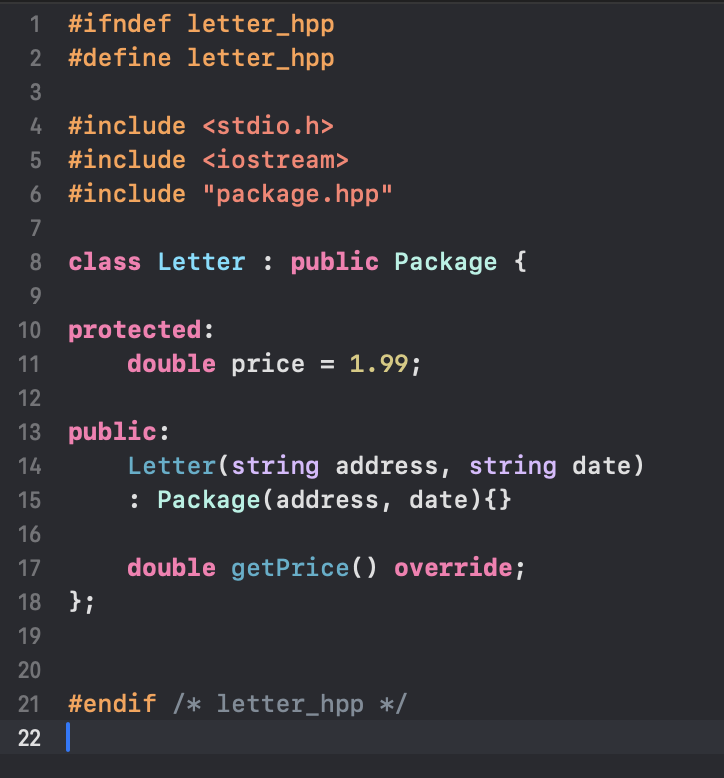 1 #ifndef letter_hpp
2 #define letter_hpp
3
4 #include <stdio.h>
5 #include <iostream>
6 #include "package.hpp"
7
8 class Letter : public Package {
9
10 protected:
11     double price = 1.99;
12
13 public:
14     Letter(string address, string date)
15     : Package(address, date){}
16
17     double getPrice() override;
18 };
19
20
21 #endif /* letter_hpp */
22